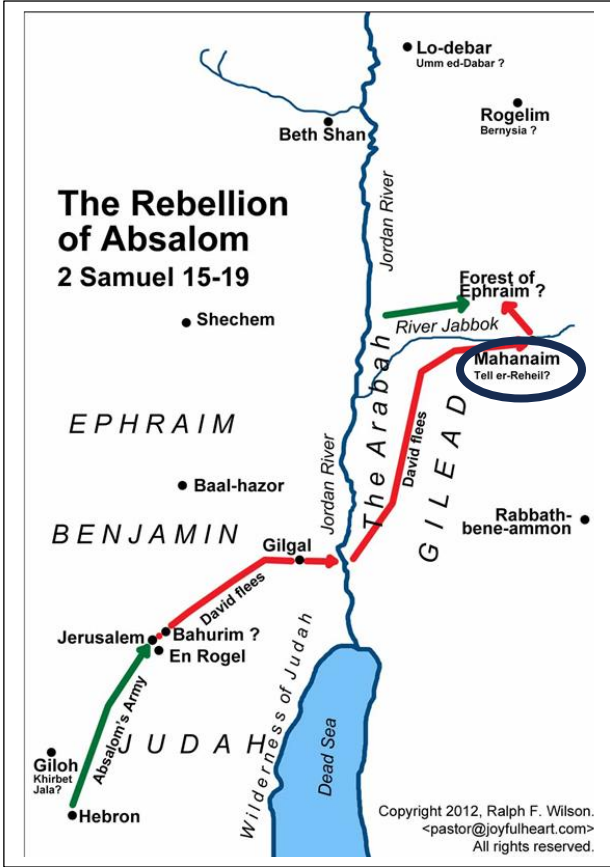 Lo-debar
Umm ed-Dabar ?
Rogelim
Bernysia ?
Beth Shan
The Rebellion
of Absalom
2 Samuel 15-19
Jordan River
Forest of
Ephraim ?
River Jabbok
Shechem
Mahanaim
Tell er-Reheil?
The Arabah
EPHRAIM
David flees
GILEAD
Baal-hazor
Jordan River
Rabbath-
bene-ammon
BENJAMIN
Gilgal
David flees
Jerusalem
Bahurim ?
En Rogel
Wilderness of Judah
Absalom's Army
JUDAH
Dead Sea
Giloh
Khirbet
Jala?
Hebron
Copyright 2012, Ralph F. Wilson.
<pastor@joyfulheart.com>
All rights reserved.